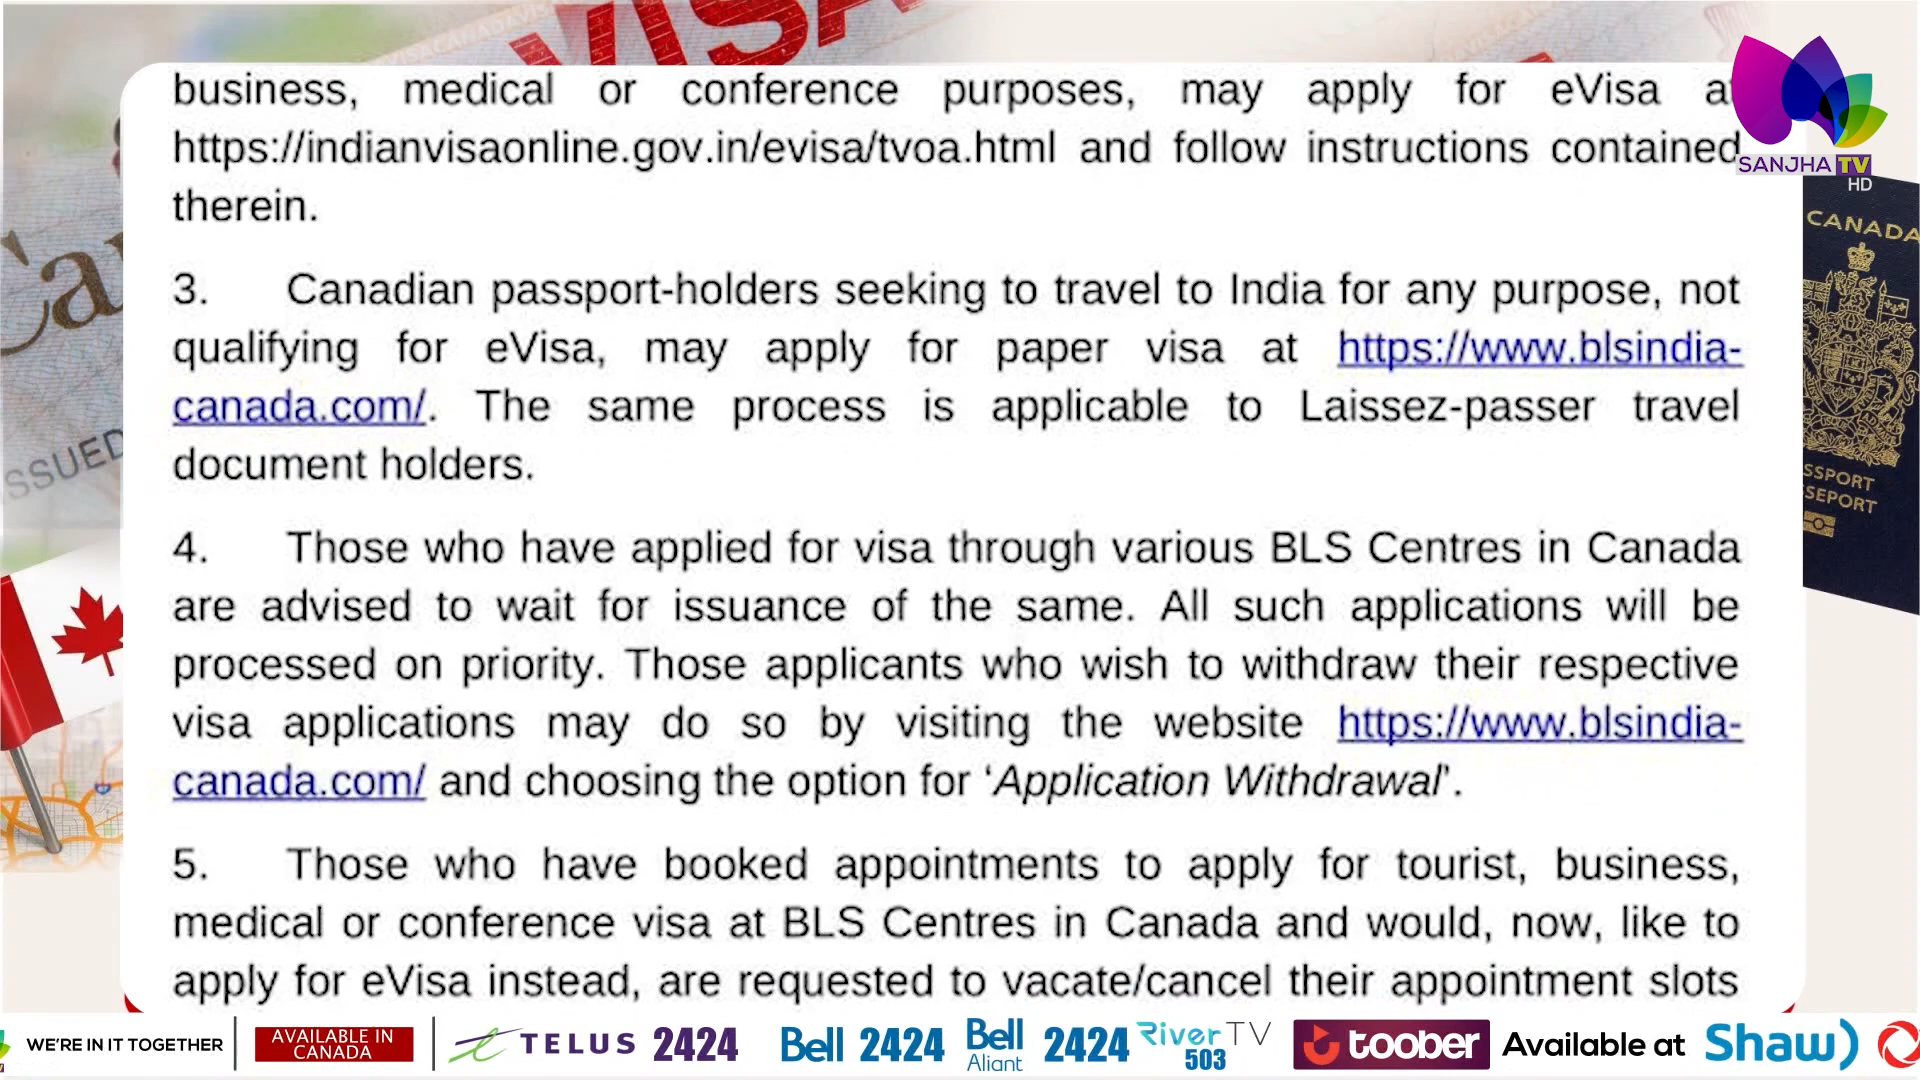 VISA
business, medical or conference purposes, may apply for eVisa at
https://indianvisaonline.gov.in/evisa/tvoa.html and follow instructions contained
therein.
3. Canadian passport-holders seeking to travel to India for any purpose, not
qualifying for eVisa, may apply for paper visa at https://www.blsindia-
canada.com/. The same process is applicable to Laissez-passer travel
document holders.
4. Those who have applied for visa through various BLS Centres in Canada
are advised to wait for issuance of the same. All such applications will be
processed on priority. Those applicants who wish to withdraw their respective
visa applications may do so by visiting the website https://www.blsindia-
canada.com/ and choosing the option for ‘Application Withdrawal’.
5. Those who have booked appointments to apply for tourist, business,
medical or conference visa at BLS Centres in Canada and would, now, like to
apply for eVisa instead, are requested to vacate/cancel their appointment slots
SANJHA TV
HD
CANADA
SSPORT
SEPORT
Ca
SSUED
WE'RE IN IT TOGETHER
AVAILABLE IN
CANADA
TELUS 2424
Bell 2424
Bell
Aliant
2424
RiverTV
503
toober
Available at Shaw)